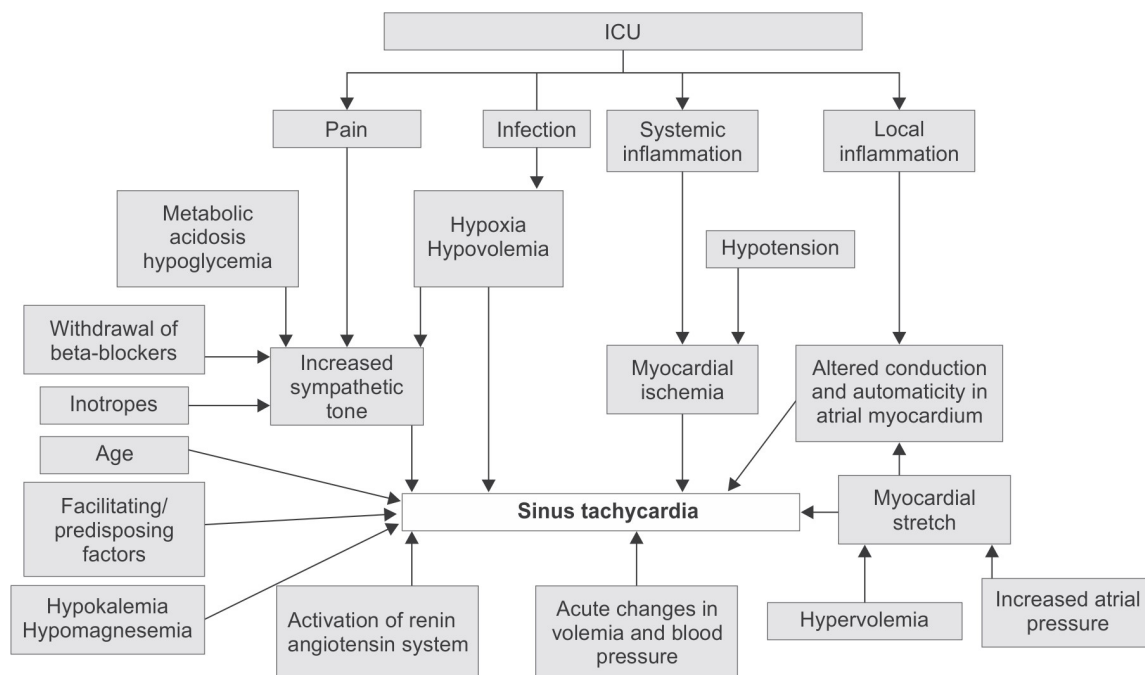 ICU
Pain
Infection
Systemic
inflammation
Local
inflammation
Metabolic
acidosis
hypoglycemia
Hypoxia
Hypovolemia
Hypotension
Withdrawal of
beta-blockers
Increased
sympathetic
tone
Myocardial
ischemia
Altered conduction
and automaticity in
atrial myocardium
Inotropes
Age
Facilitating/
predisposing
factors
Sinus tachycardia
Myocardial
stretch
Hypokalemia
Hypomagnesemia
Activation of renin
angiotensin system
Acute changes in
volemia and blood
pressure
Hypervolemia
Increased atrial
pressure